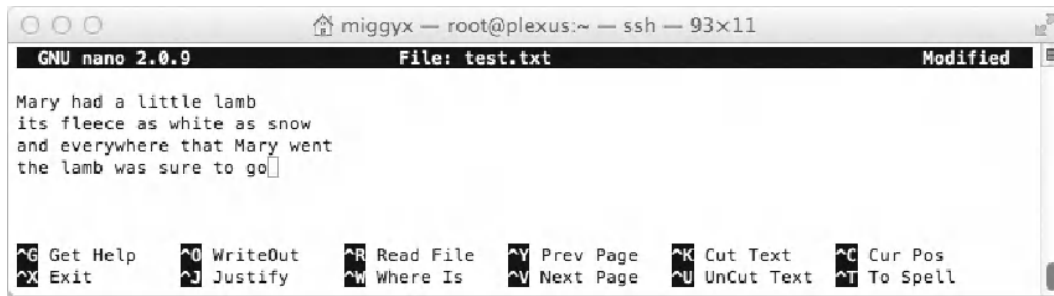 miggyx — root@plexus:~ — ssh — 93×11
GNU nano 2.0.9 File: test.txt Modified
Mary had a little lamb
its fleece as white as snow
and everywhere that Mary went
the lamb was sure to go
^G Get Help ^O WriteOut ^R Read File ^Y Prev Page ^K Cut Text ^C Cur Pos
^X Exit ^J Justify ^W Where Is ^V Next Page ^U UnCut Text ^T To Spell